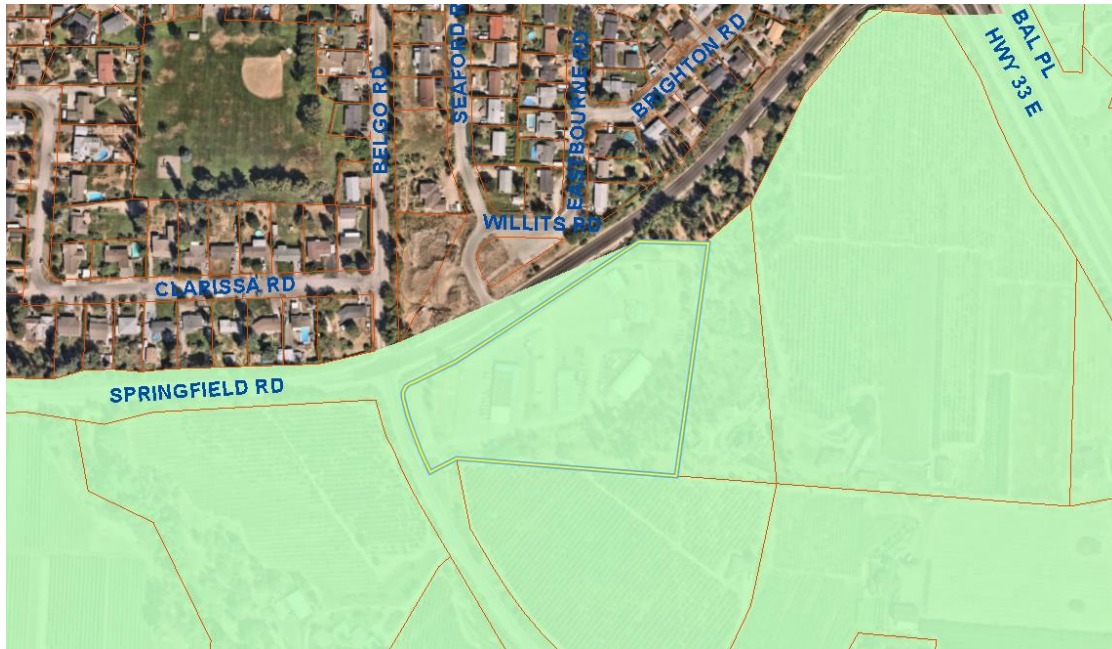 BAL PL
HWY 33 E
SEAFORD R
BRIGHTON RD
EASTBOURNE RD
BELGO RD
WILLITS RD
CLARISSA RD
SPRINGFIELD RD